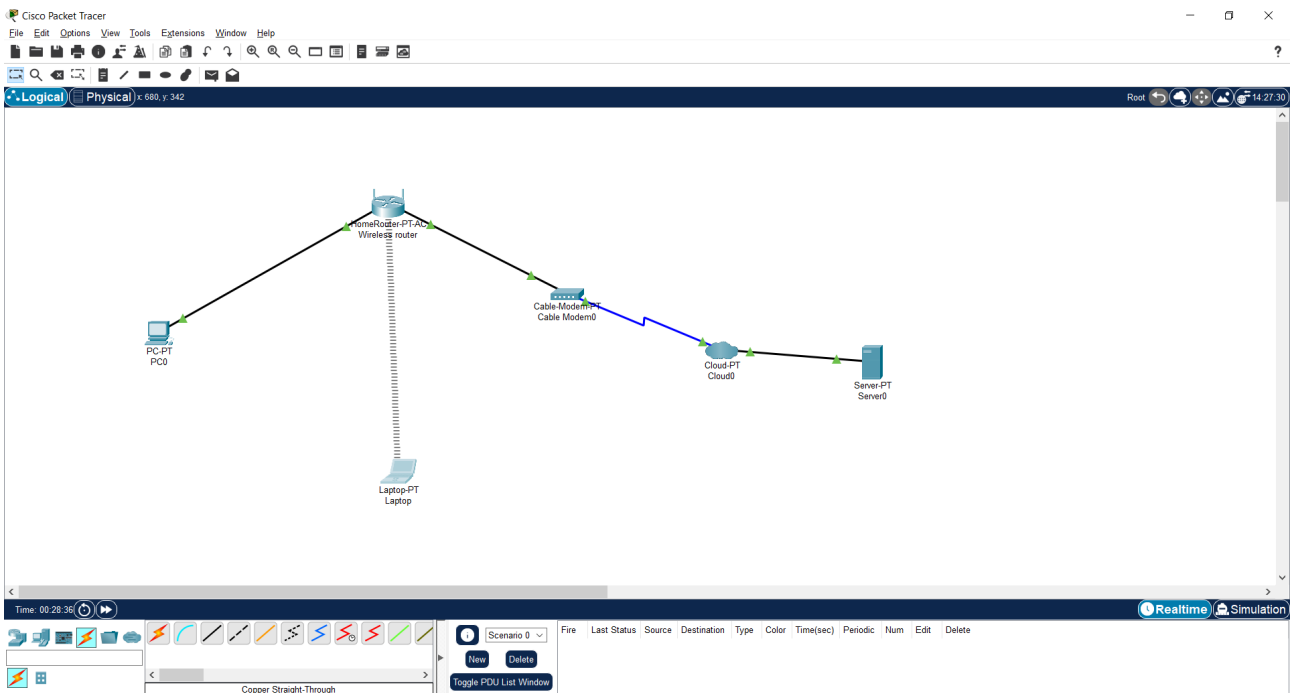 Cisco Packet Tracer
File Edit Options View Tools Extensions Window Help
?
Logical Physical x: 680, y: 342 Root 14:27:30
HomeRouter-PT-AC
Wireless router
Cable-Modem-PT
Cable Modem0
PC-PT
PC0
Cloud-PT
Cloud0
Server-PT
Server0
Laptop-PT
Laptop
Time: 00:28:36 Realtime Simulation
Scenario 0 Fire Last Status Source Destination Type Color Time(sec) Periodic Num Edit Delete
New Delete
Toggle PDU List Window
Copper Straight-Through